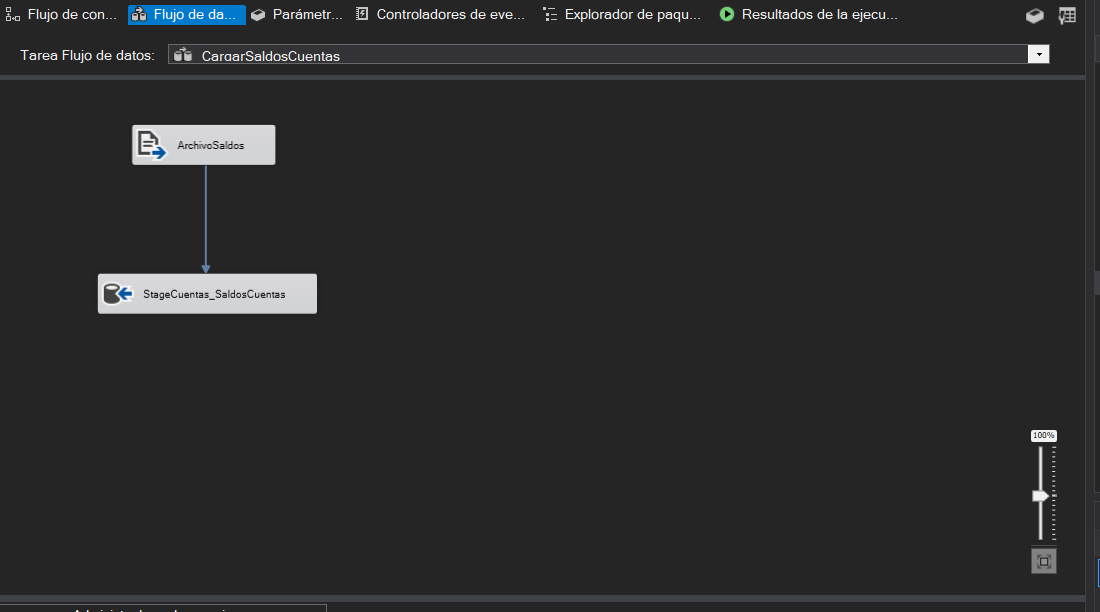 Flujo de con... Flujo de da... Parámetr... Controladores de eve... Explorador de paqu... Resultados de la ejecu...
Tarea Flujo de datos: CargarSaldosCuentas
ArchivoSaldos
StageCuentas_SaldosCuentas
100%